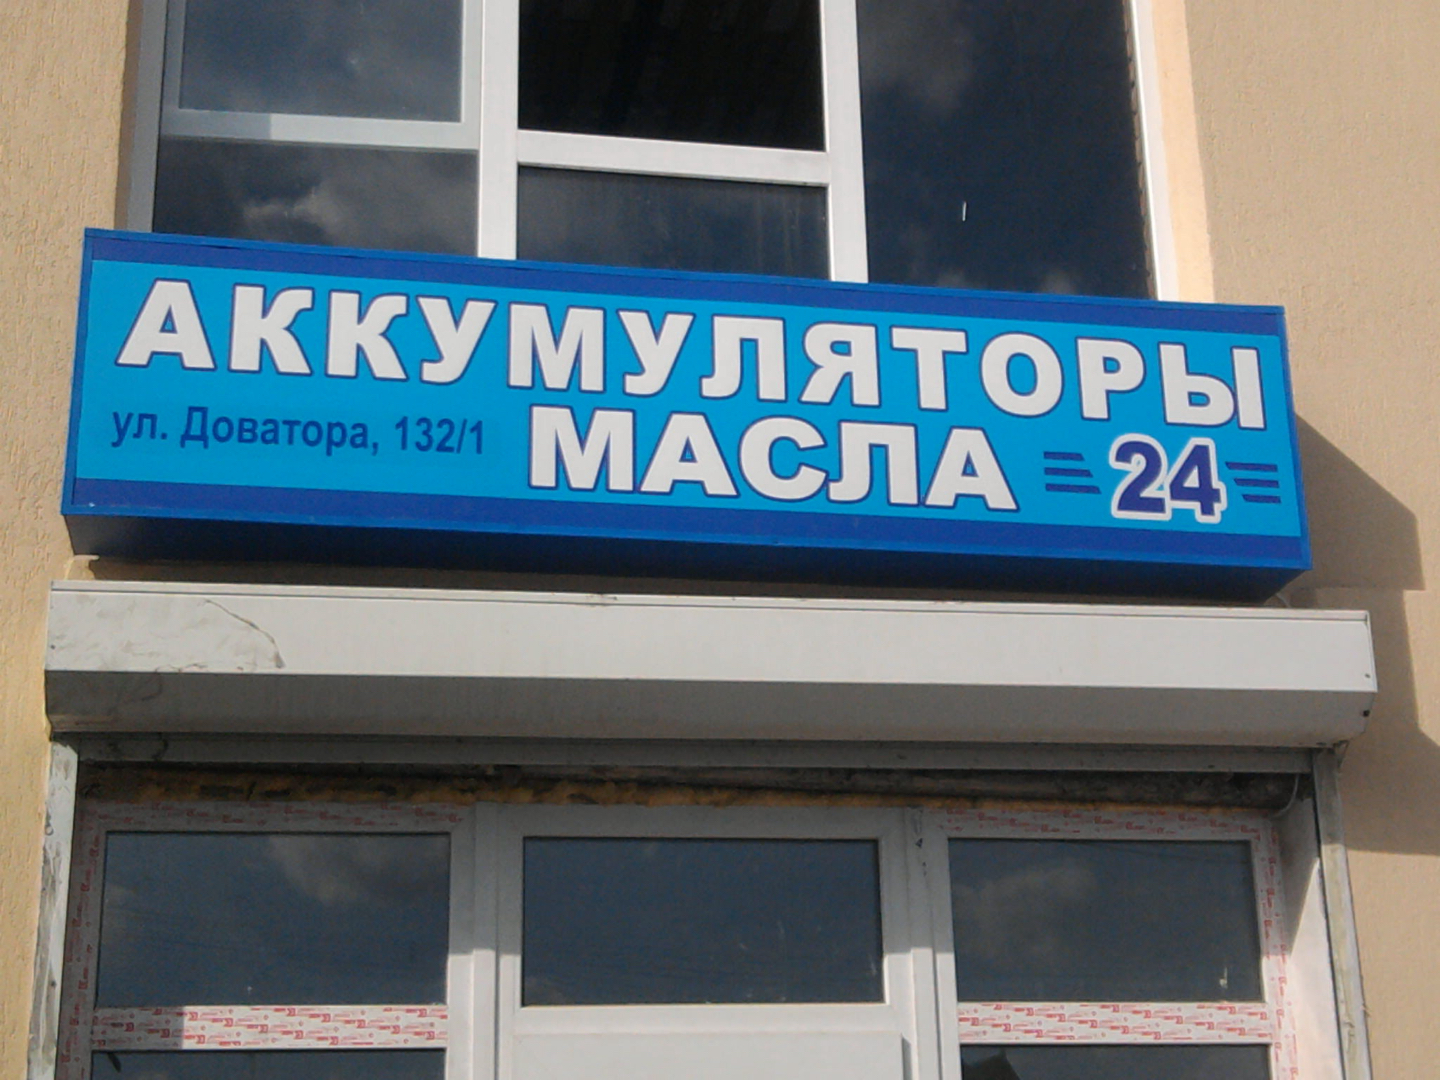 АККУМУЛЯТОРЫ
ул. Доватора, 132/1 МАСЛА 24